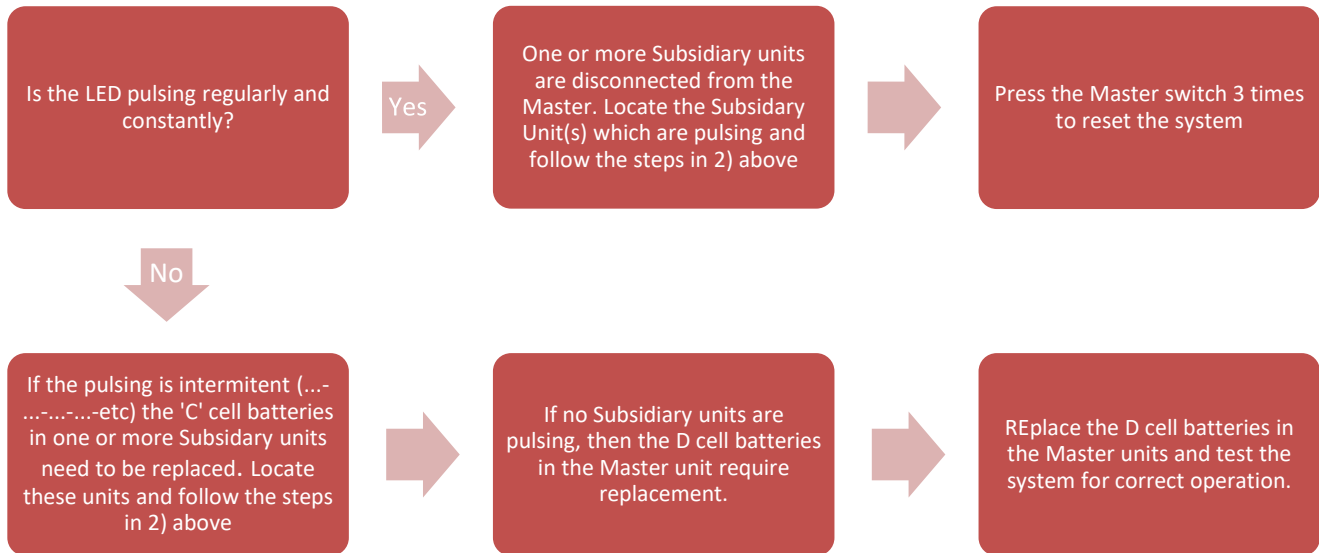 Is the LED pulsing regularly and
constantly?
Yes
One or more Subsidiary units
are disconnected from the
Master. Locate the Subsidary
Unit(s) which are pulsing and
follow the steps in 2) above
Press the Master switch 3 times
to reset the system
No
If the pulsing is intermitent (...-
...-...-...-etc) the 'C' cell batteries
in one or more Subsidary units
need to be replaced. Locate
these units and follow the steps
in 2) above
If no Subsidiary units are
pulsing, then the D cell batteries
in the Master unit require
replacement.
REplace the D cell batteries in
the Master units and test the
system for correct operation.